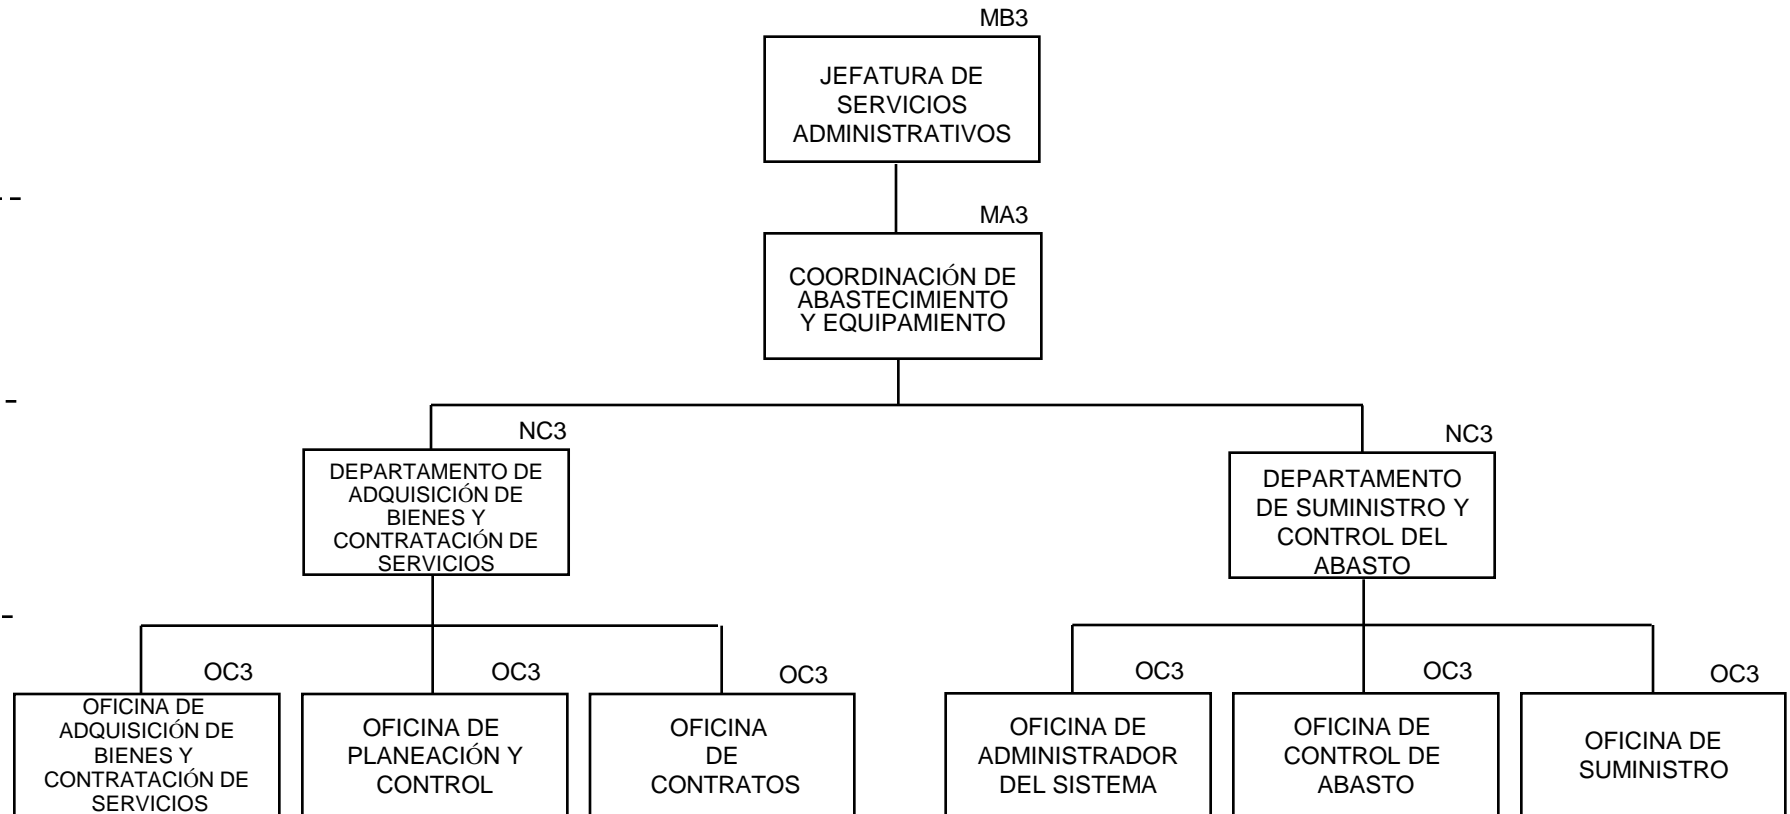 MB3
JEFATURA DE
SERVICIOS
ADMINISTRATIVOS
MA3
COORDINACIÓN DE
ABASTECIMIENTO
Y EQUIPAMIENTO
NC3
DEPARTAMENTO DE
ADQUISICIÓN DE
BIENES Y
CONTRATACIÓN DE
SERVICIOS
NC3
DEPARTAMENTO
DE SUMINISTRO Y
CONTROL DEL
ABASTO
OC3
OFICINA DE
ADQUISICIÓN DE
BIENES Y
CONTRATACIÓN DE
SERVICIOS
OC3
OFICINA DE
PLANEACIÓN Y
CONTROL
OC3
OFICINA
DE
CONTRATOS
OC3
OFICINA DE
ADMINISTRADOR
DEL SISTEMA
OC3
OFICINA DE
CONTROL DE
ABASTO
OC3
OFICINA DE
SUMINISTRO